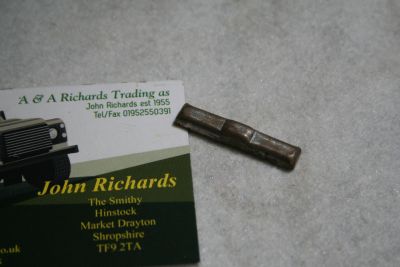 A & A Richards Trading as
John Richards est 1955
Tel/Fax 01952550391
John Richards
The Smithy
Hinstock
Market Drayton
Shropshire
TF9 2TA
.co.uk